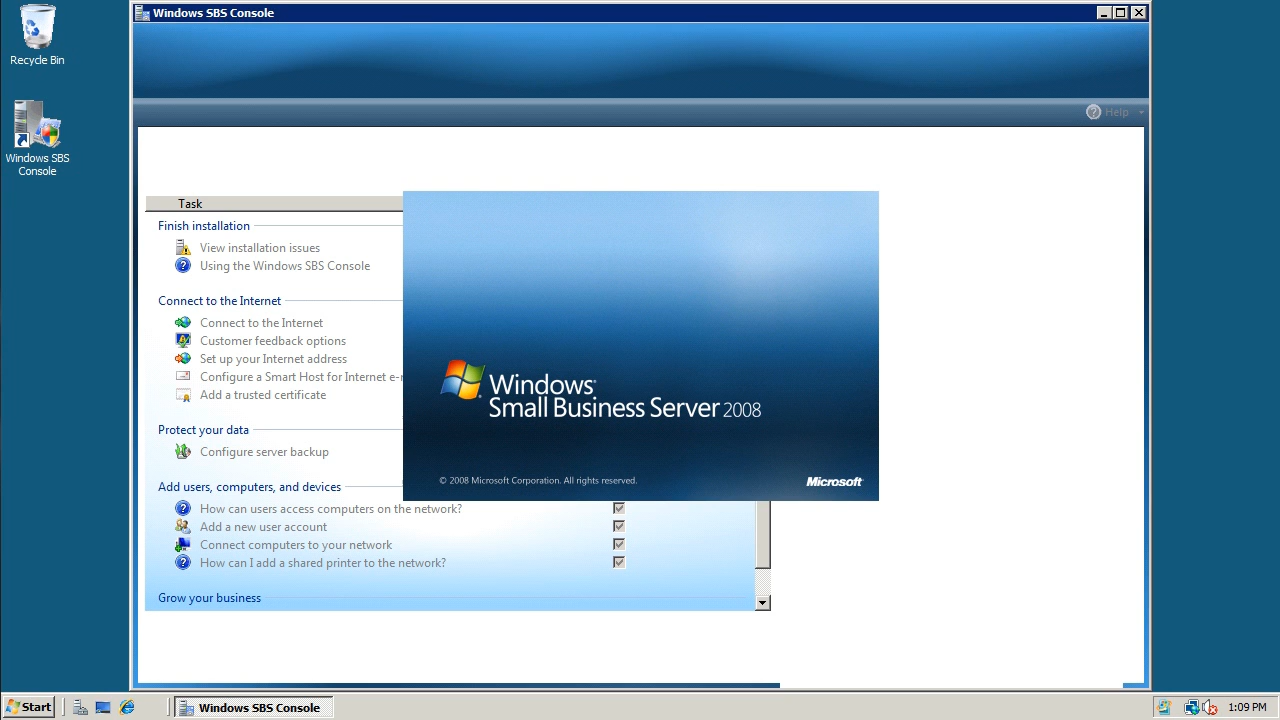 Recycle Bin
Windows SBS
Console
Windows SBS Console
Help
Task
Finish installation
View installation issues
Using the Windows SBS Console
Connect to the Internet
Connect to the Internet
Customer feedback options
Set up your Internet address
Configure a Smart Host for Internet e-
Add a trusted certificate
Protect your data
Configure server backup
Add users, computers, and devices
How can users access computers on the network?
Add a new user account
Connect computers to your network
How can I add a shared printer to the network?
Grow your business
Windows®
Small Business Server 2008
© 2008 Microsoft Corporation. All rights reserved.
Microsoft®
Start
Windows SBS Console
1:09 PM